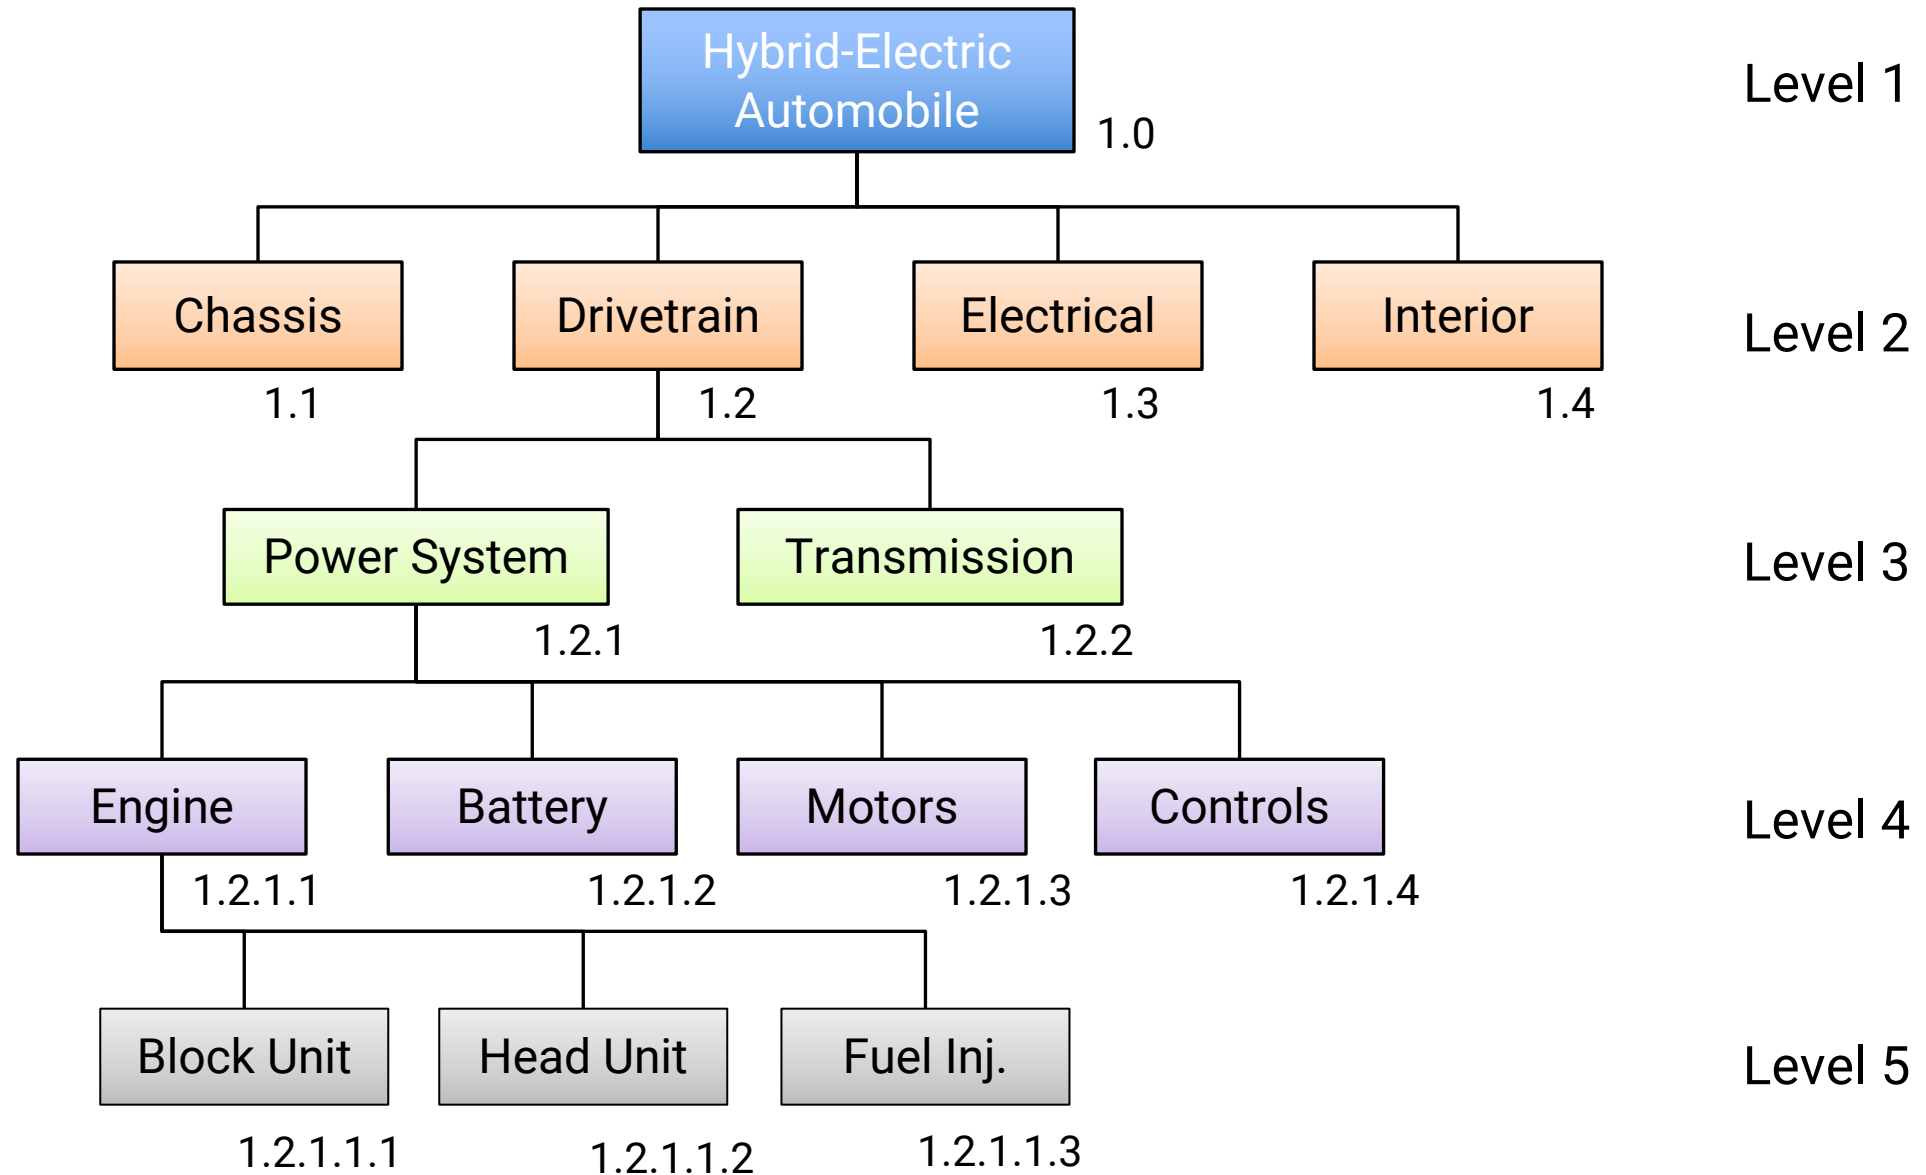 Hybrid-Electric
Automobile
1.0
Level 1
Chassis
Drivetrain
Electrical
Interior
Level 2
1.1
1.2
1.3
1.4
Power System
Transmission
Level 3
1.2.1
1.2.2
Engine
Battery
Motors
Controls
Level 4
1.2.1.1
1.2.1.2
1.2.1.3
1.2.1.4
Block Unit
Head Unit
Fuel Inj.
Level 5
1.2.1.1.1
1.2.1.1.2
1.2.1.1.3